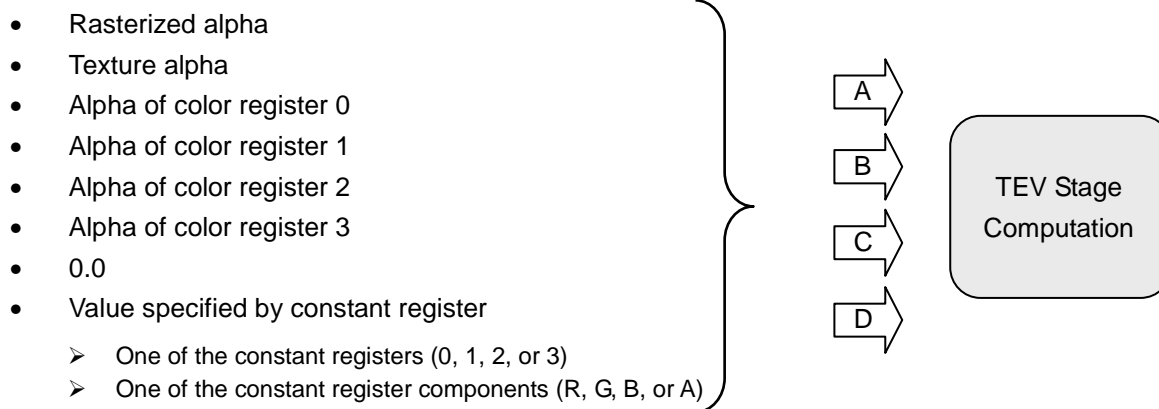 • Rasterized alpha
• Texture alpha
• Alpha of color register 0
• Alpha of color register 1
• Alpha of color register 2
• Alpha of color register 3
• 0.0
• Value specified by constant register
➢ One of the constant registers (0, 1, 2, or 3)
➢ One of the constant register components (R, G, B, or A)
A
B
C
D
TEV Stage
Computation